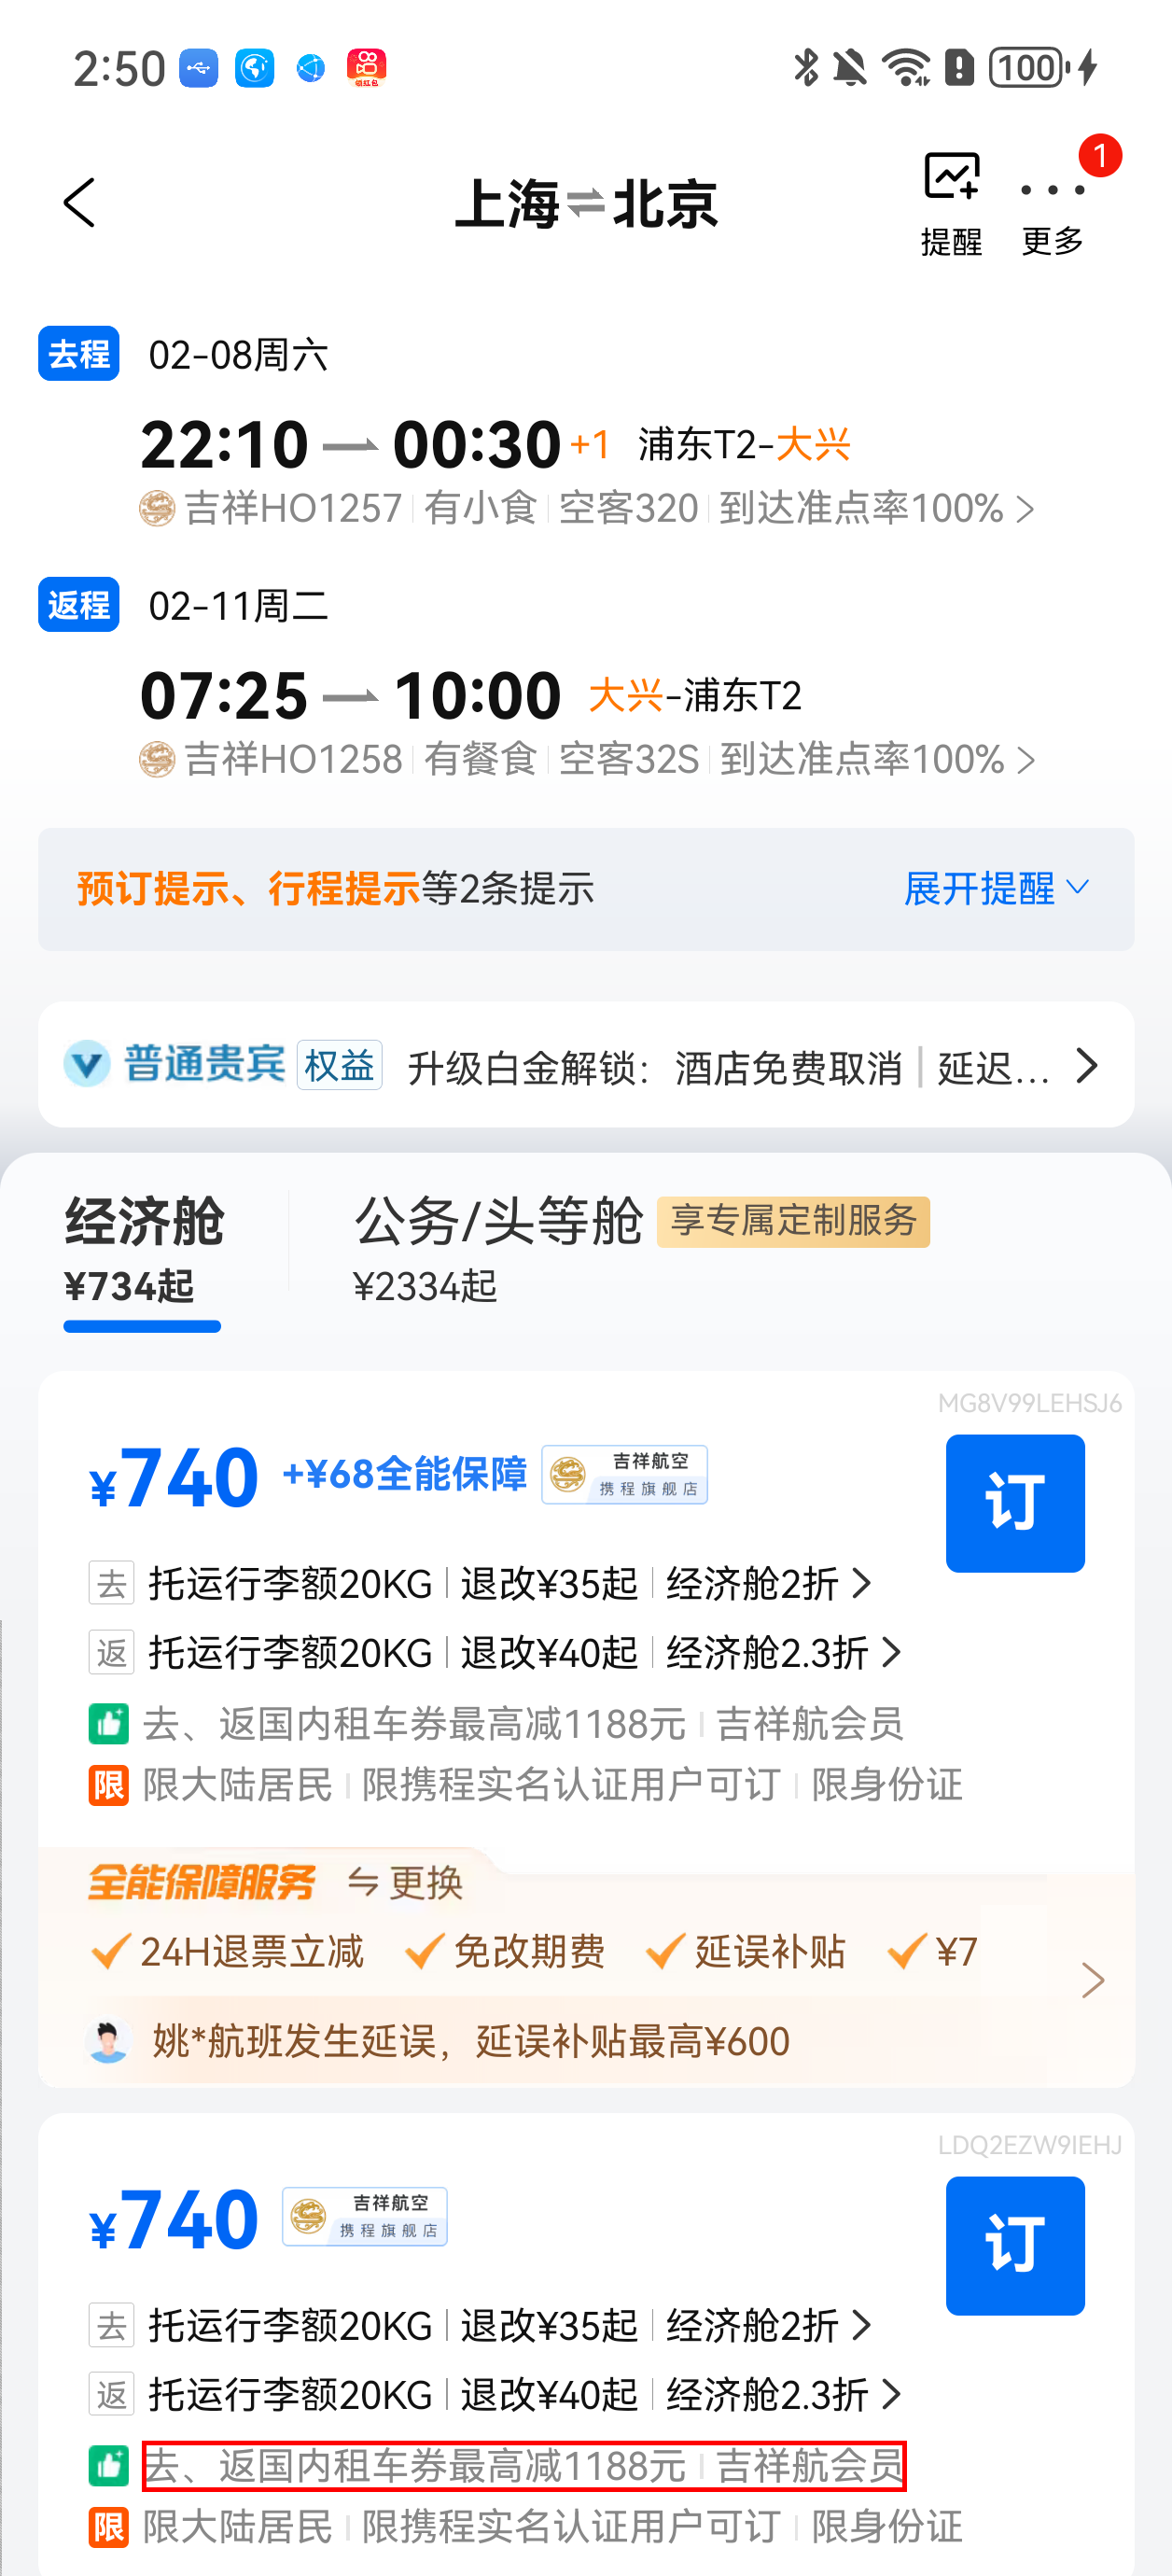 2:50 领红包 100
上海⇌北京
1
提醒 更多
去程 02-08周六
22:10 00:30 +1 浦东T2-大兴
吉祥HO1257 有小食 空客320 到达准点率100%
返程 02-11周二
07:25 10:00 大兴-浦东T2
吉祥HO1258 有餐食 空客32S 到达准点率100%
预订提示、行程提示等2条提示 展开提醒
普通贵宾 权益 升级白金解锁：酒店免费取消 | 延迟...
经济舱 公务/头等舱 享专属定制服务
¥734起 ¥2334起
MG8V99LEHSJ6
¥740 +¥68全能保障 吉祥航空 携程旗舰店 订
去 托运行李额20KG 退改¥35起 经济舱2折
返 托运行李额20KG 退改¥40起 经济舱2.3折
去、返国内租车券最高减1188元 吉祥航会员
限 限大陆居民 限携程实名认证用户可订 限身份证
全能保障服务 更换
24H退票立减 免改期费 延误补贴 ¥7
姚*航班发生延误，延误补贴最高¥600
LDQ2EZW9IEHJ
¥740 吉祥航空 携程旗舰店 订
去 托运行李额20KG 退改¥35起 经济舱2折
返 托运行李额20KG 退改¥40起 经济舱2.3折
去、返国内租车券最高减1188元 吉祥航会员
限 限大陆居民 限携程实名认证用户可订 限身份证